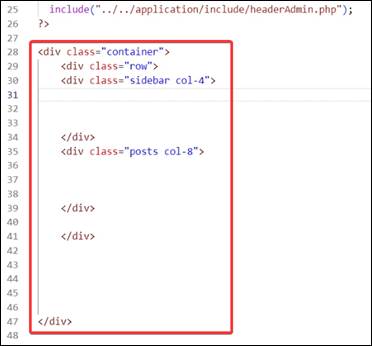 25 include("../../application/include/headerAdmin.php");
26 ?>
27
28 <div class="container">
29 <div class="row">
30 <div class="sidebar col-4">
31
32
33
34 </div>
35 <div class="posts col-8">
36
37
38
39 </div>
40
41 </div>
42
43
44
45
46
47 </div>
48